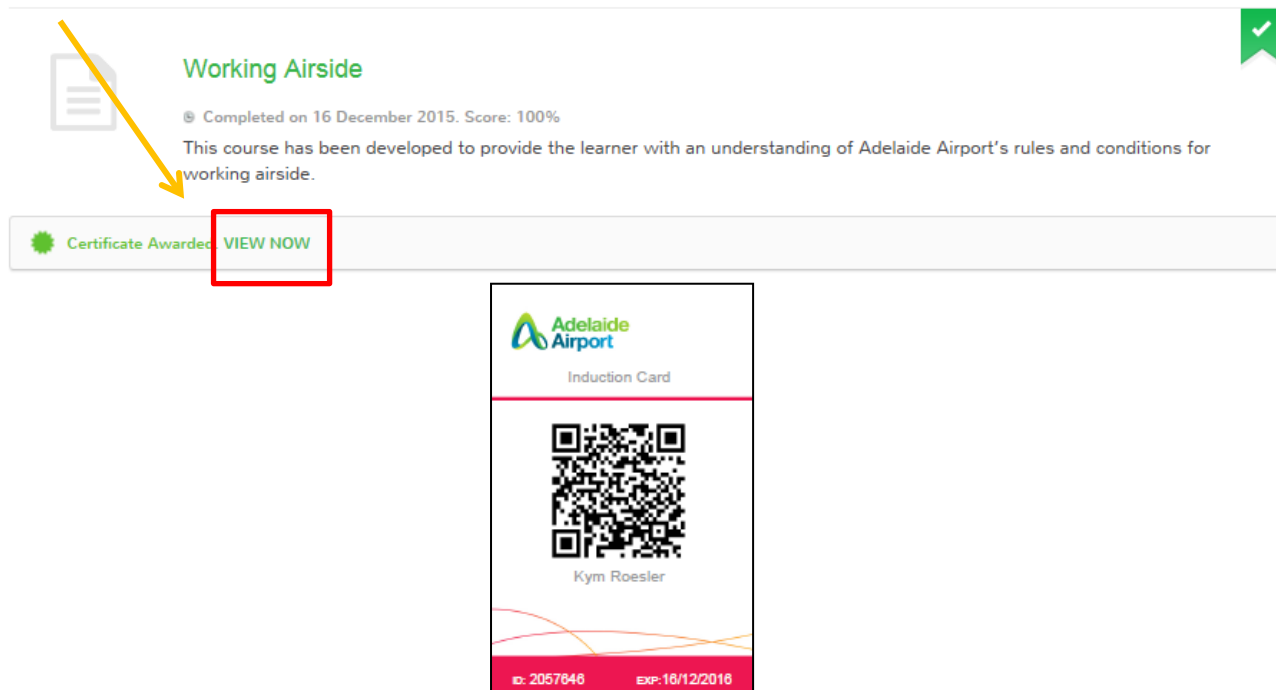 Working Airside
Completed on 16 December 2015. Score: 100%
This course has been developed to provide the learner with an understanding of Adelaide Airport's rules and conditions for
working airside.
Certificate Awarded. VIEW NOW
Adelaide
Airport
Induction Card
Kym Roesler
ID: 2057646 EXP:16/12/2016